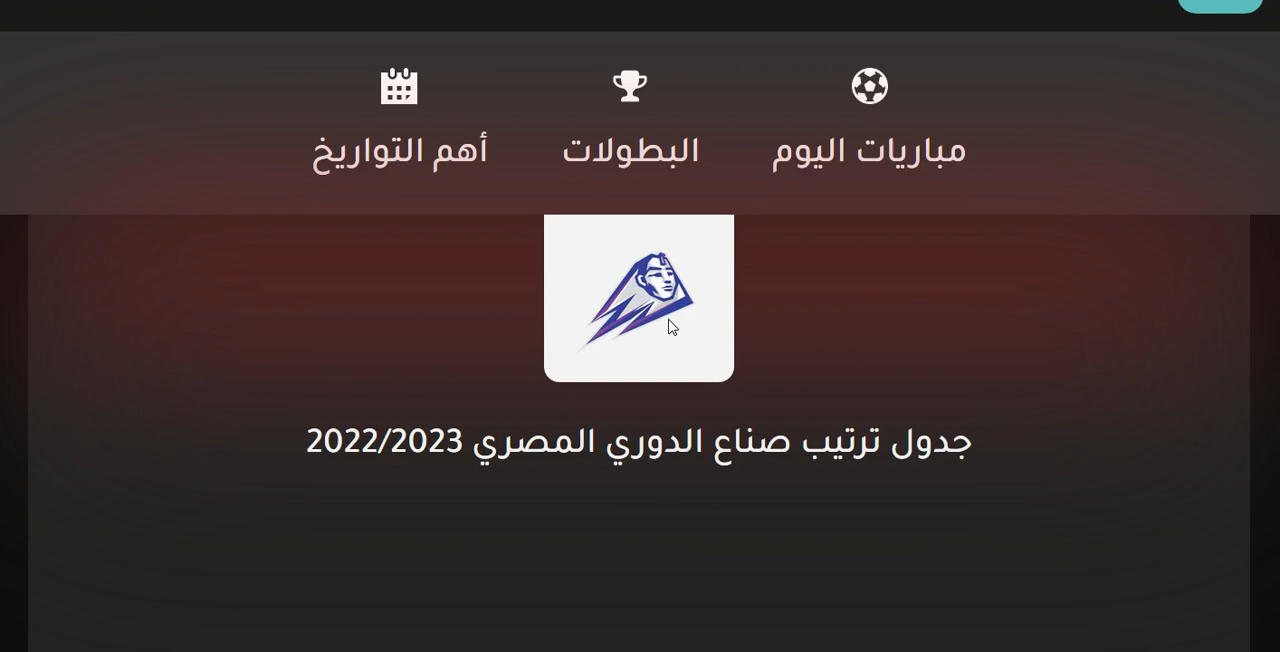 مباريات اليوم
البطولات
أهم التواريخ
جدول ترتيب صناع الدوري المصري 2022/2023